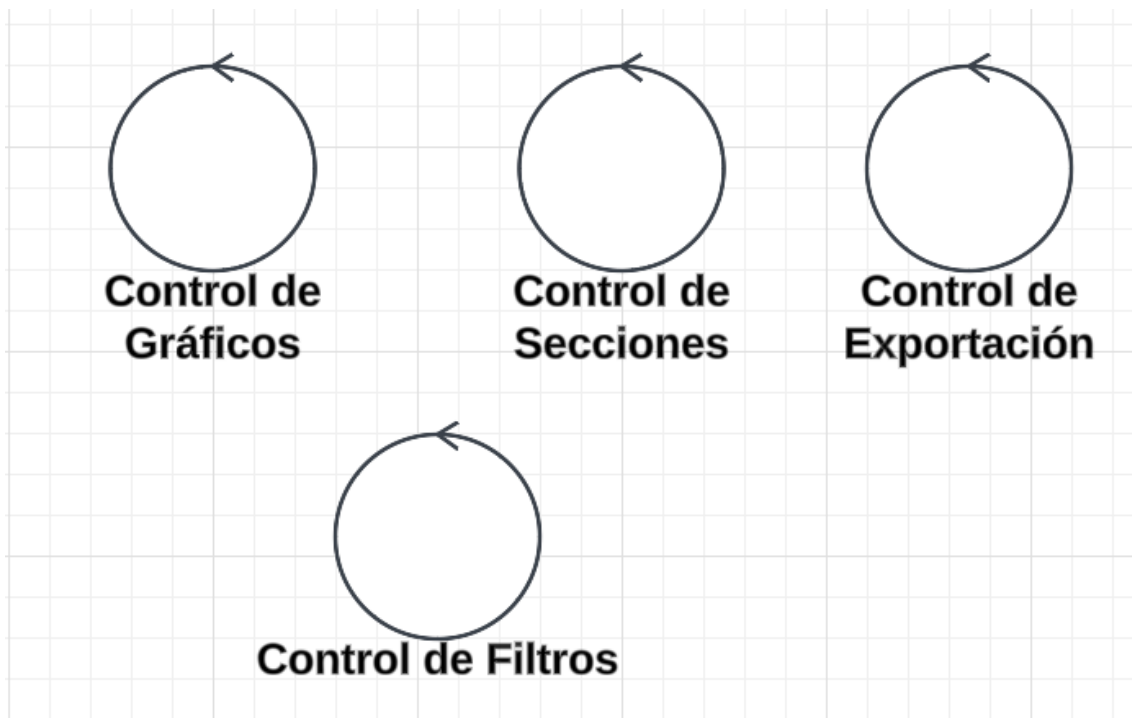 Control de
Gráficos
Control de
Secciones
Control de
Exportación
Control de Filtros